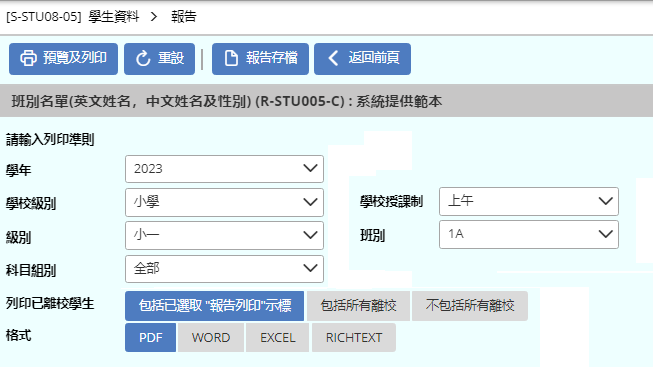 [S-STU08-05] 學生資料 > 報告
預覽及列印 重設 報告存檔 返回前頁
班別名單(英文姓名，中文姓名及性別) (R-STU005-C) : 系統提供範本
請輸入列印準則
學年 2023
學校級別 小學 學校授課制 上午
級別 小一 班別 1A
科目組別 全部
列印已離校學生 包括已選取 "報告列印"示標 包括所有離校 不包括所有離校
格式 PDF WORD EXCEL RICHTEXT